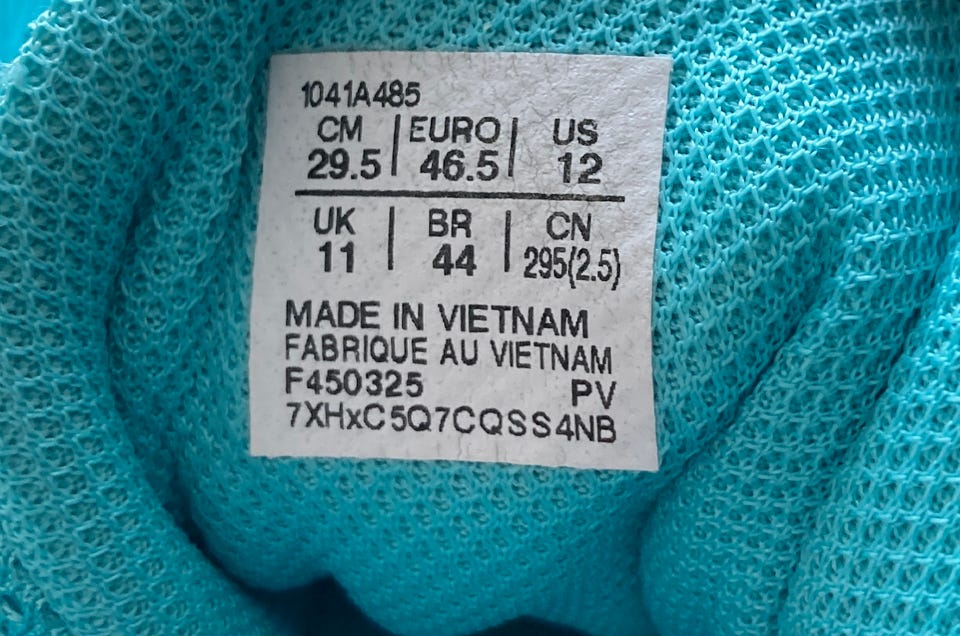 1041A485
CM | EURO | US
29.5 | 46.5 | 12
UK | BR | CN
11 | 44 | 295(2.5)
MADE IN VIETNAM
FABRIQUE AU VIETNAM
F450325 PV
7XHxC5Q7CQSS4NB